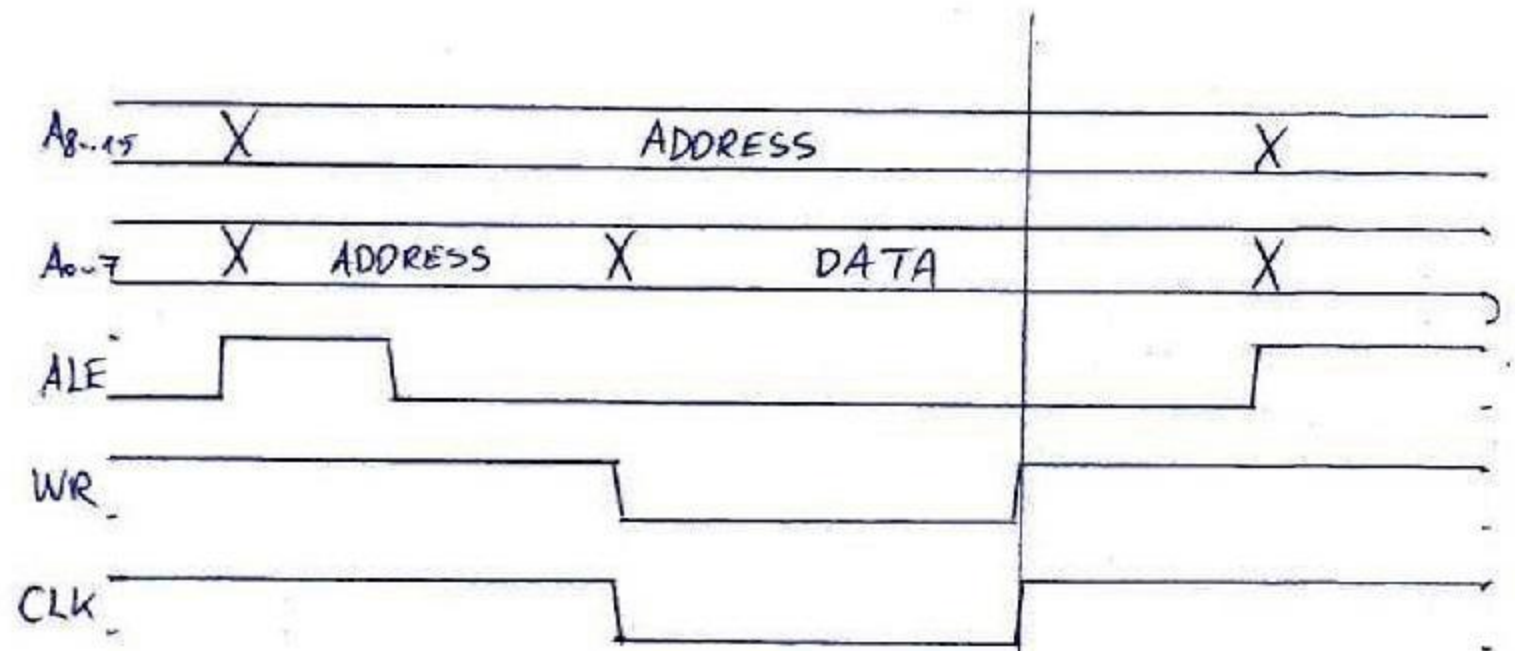 A8..15 X ADDRESS X
A0..7 X ADDRESS X DATA X
ALE
WR
CLK